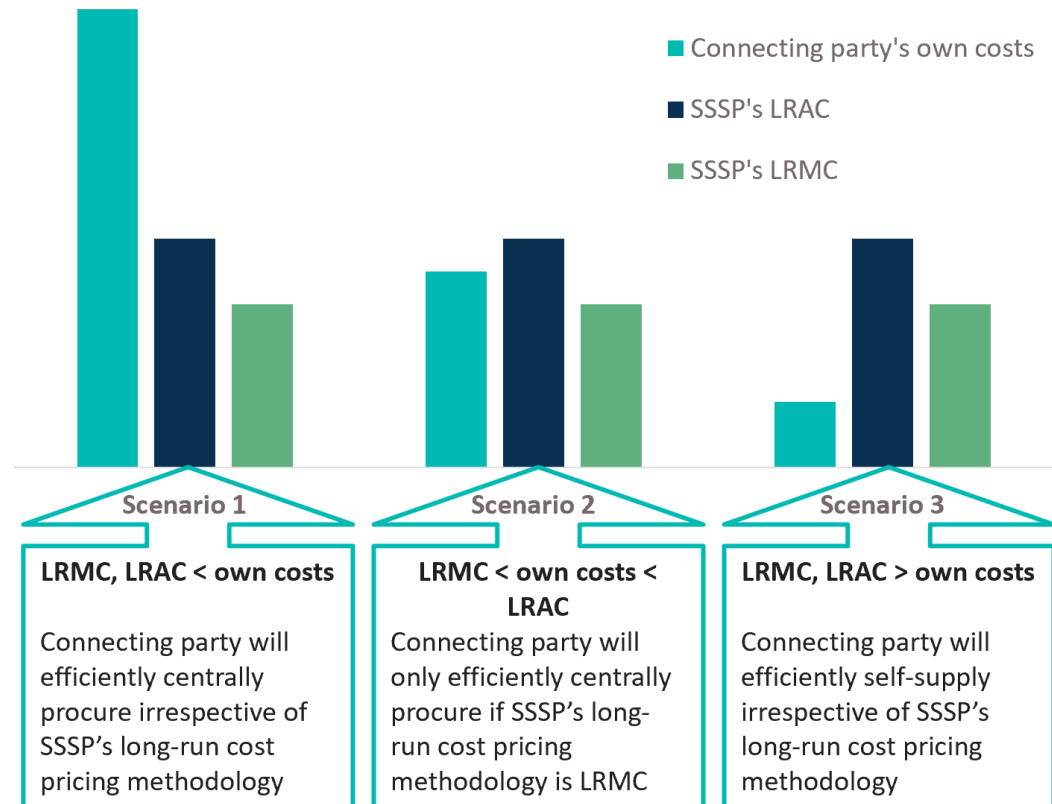 Connecting party's own costs
SSSP's LRAC
SSSP's LRMC
Scenario 1
Scenario 2
Scenario 3
LRMC, LRAC < own costs
Connecting party will
efficiently centrally
procure irrespective of
SSSP’s long-run cost
pricing methodology
LRMC < own costs <
LRAC
Connecting party will
only efficiently centrally
procure if SSSP’s long-
run cost pricing
methodology is LRMC
LRMC, LRAC > own costs
Connecting party will
efficiently self-supply
irrespective of SSSP’s
long-run cost pricing
methodology